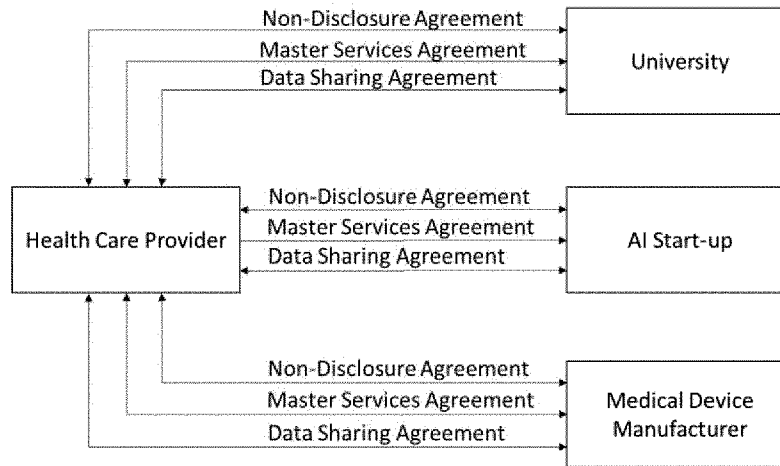 Non-Disclosure Agreement
Master Services Agreement
Data Sharing Agreement
University
Health Care Provider
Non-Disclosure Agreement
Master Services Agreement
Data Sharing Agreement
AI Start-up
Non-Disclosure Agreement
Master Services Agreement
Data Sharing Agreement
Medical Device
Manufacturer